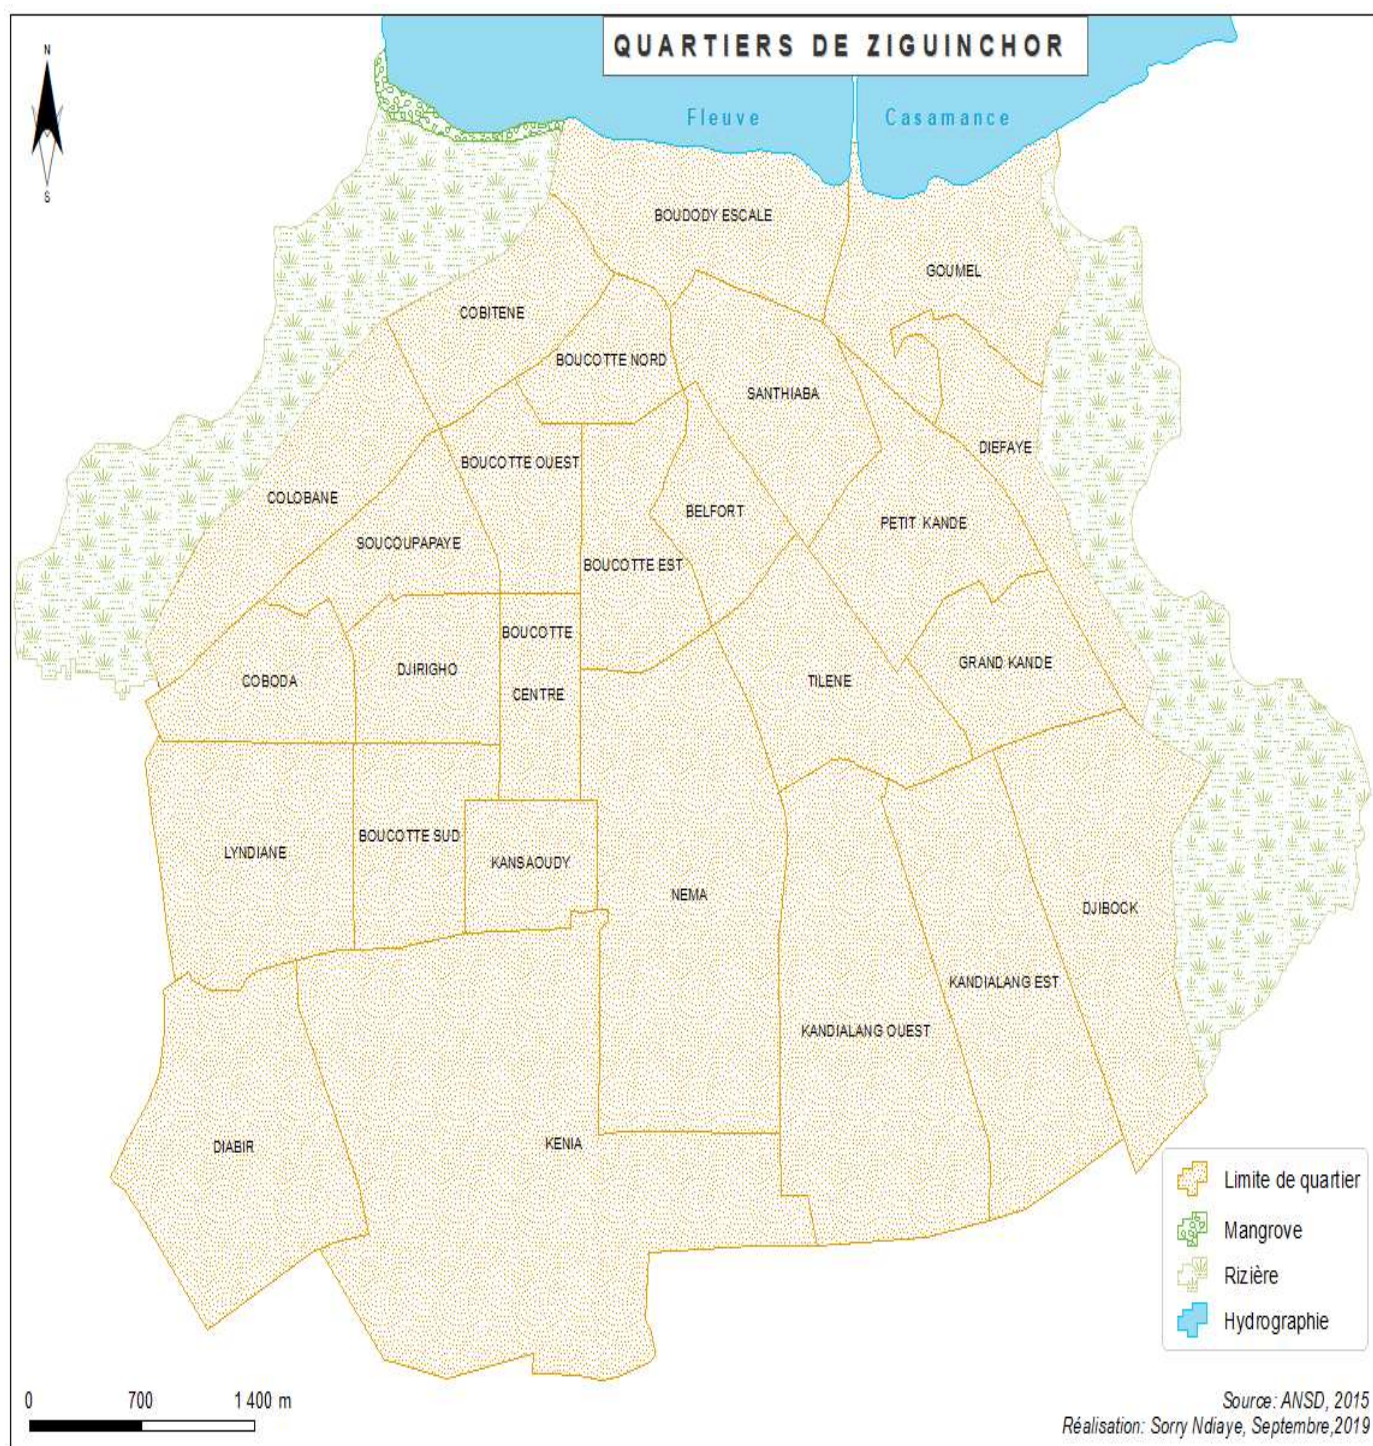 QUARTIERS DE ZIGUINCHOR
N
S
Fleuve Casamance
BOUDODY ESCALE
GOUMEL
COBITENE
BOUCOTTE NORD
SANTHIABA
DIEFAYE
BOUCOTTE OUEST
COLOBANE
BELFORT
PETIT KANDE
SOUCOUPAPAYE
BOUCOTTE EST
BOUCOTTE
CENTRE
DJIRIGHO
COBODA
TILENE
GRAND KANDE
LYNDIANE
BOUCOTTE SUD
KANSAOUDY
NEMA
DJIBOCK
KANDIALANG EST
KANDIALANG OUEST
DIABIR
KENIA
Limite de quartier
Mangrove
Rizière
Hydrographie
0 700 1 400 m
Source: ANSD, 2015
Réalisation: Sorry Ndiaye, Septembre,2019